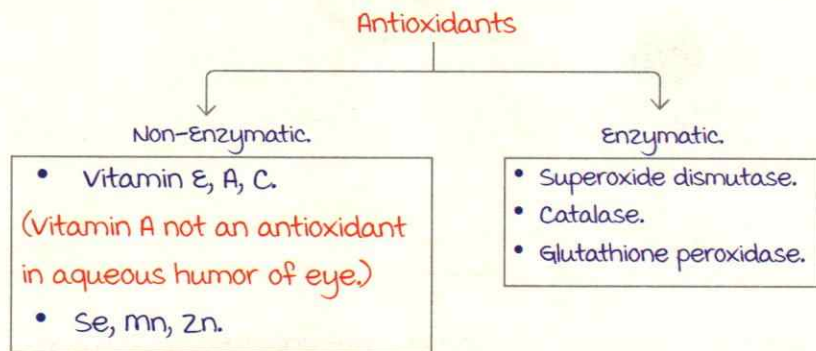 Antioxidants
Non-Enzymatic.
• Vitamin E, A, C.
(Vitamin A not an antioxidant
in aqueous humor of eye.)
• Se, mn, Zn.
Enzymatic.
• Superoxide dismutase.
• Catalase.
• Glutathione peroxidase.